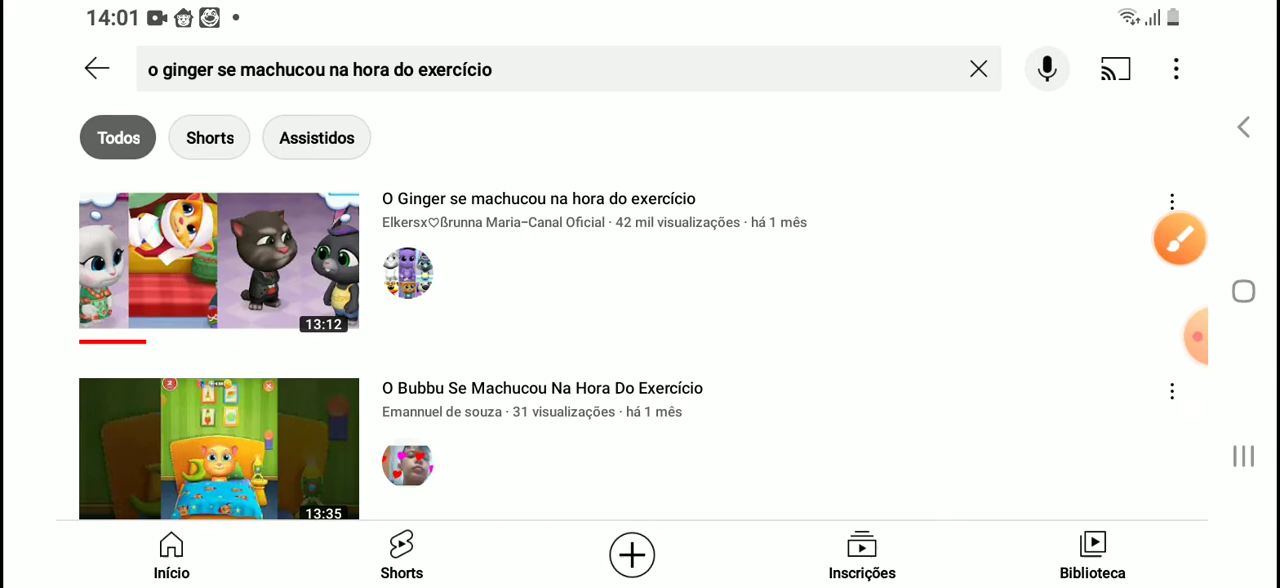 14:01
o ginger se machucou na hora do exercício
Todos
Shorts
Assistidos
O Ginger se machucou na hora do exercício
Elkersx♡ßrunna Maria-Canal Oficial · 42 mil visualizações · há 1 mês
13:12
O Bubbu Se Machucou Na Hora Do Exercício
Emannuel de souza · 31 visualizações · há 1 mês
13:35
Início
Shorts
Inscrições
Biblioteca